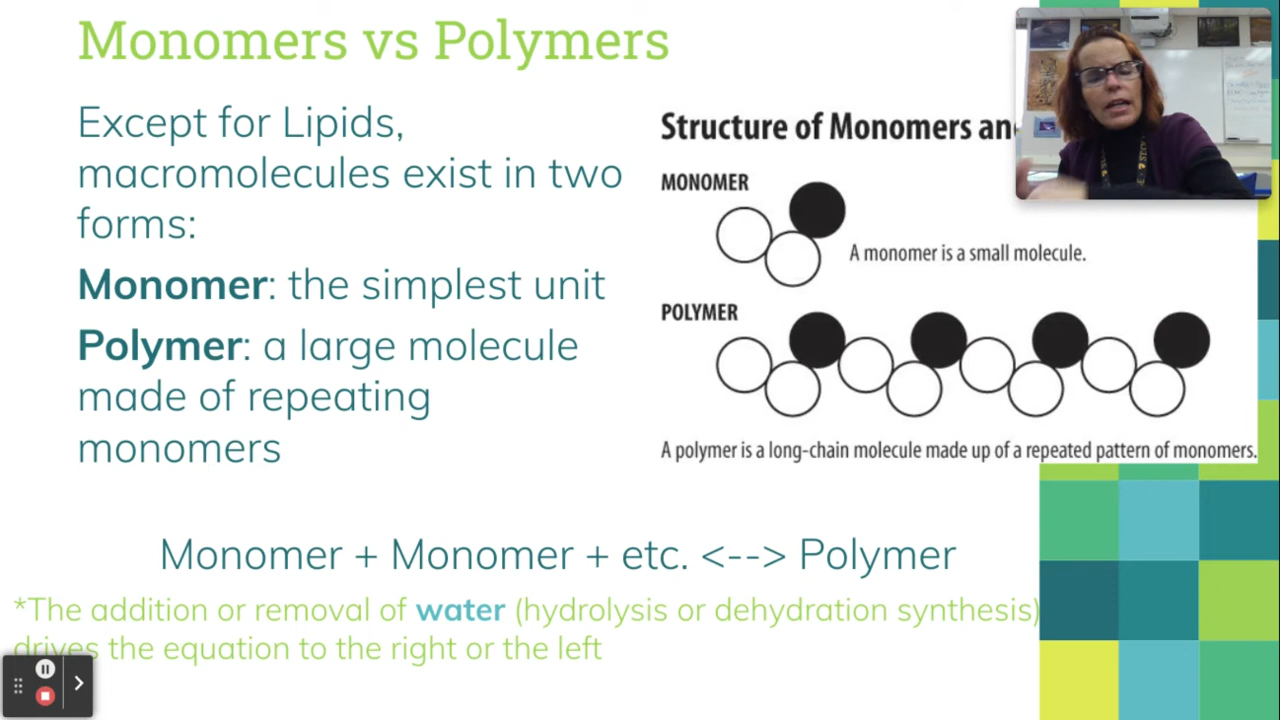 Monomers vs Polymers
Except for Lipids,
macromolecules exist in two
forms:
Monomer: the simplest unit
Polymer: a large molecule
made of repeating
monomers
Structure of Monomers an
MONOMER
A monomer is a small molecule.
POLYMER
A polymer is a long-chain molecule made up of a repeated pattern of monomers.
Monomer + Monomer + etc. <--> Polymer
*The addition or removal of water (hydrolysis or dehydration synthesis)
drives the equation to the right or the left